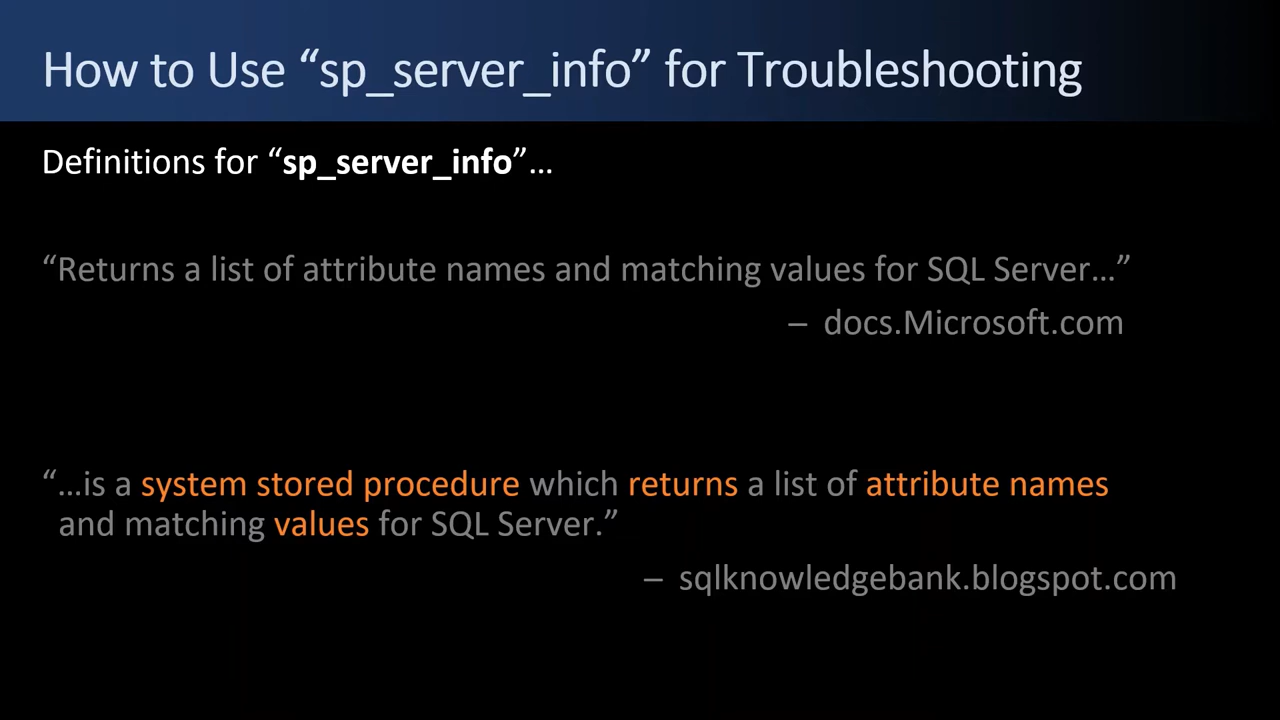 How to Use “sp_server_info” for Troubleshooting
Definitions for “sp_server_info”…
“Returns a list of attribute names and matching values for SQL Server…”
– docs.Microsoft.com
“…is a system stored procedure which returns a list of attribute names
and matching values for SQL Server.”
– sqlknowledgebank.blogspot.com